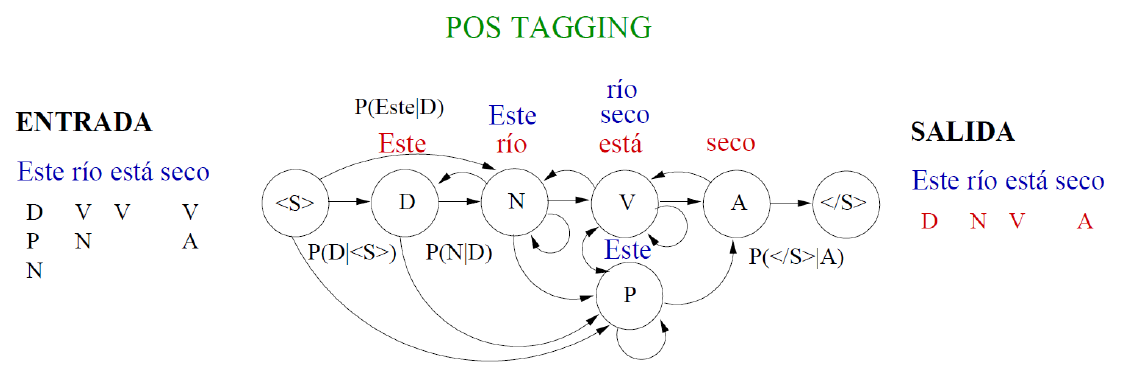 POS TAGGING
ENTRADA
Este río está seco
D V V V
P N A
N
P(Este|D)
Este
río
seco
Este río está seco
<S> D N V A </S>
P(D|<S>) P(N|D) Este P(</S>|A)
P
SALIDA
Este río está seco
D N V A